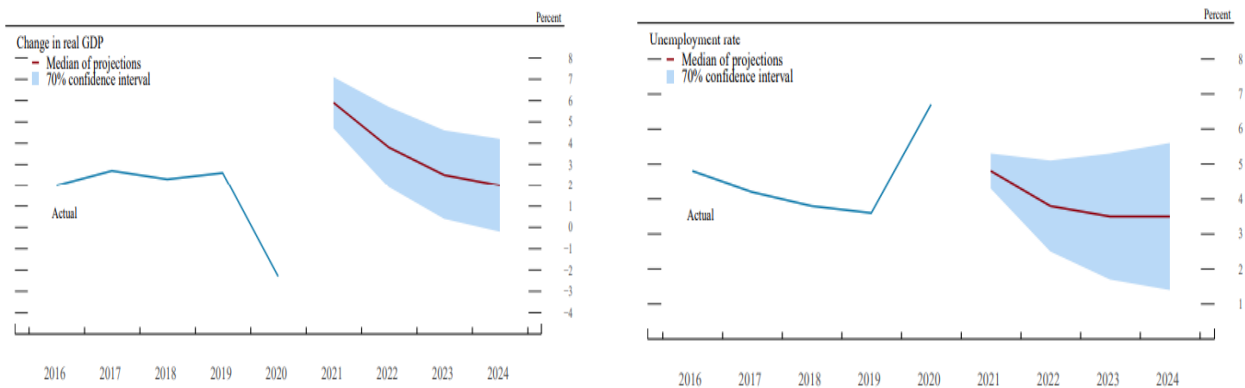 Percent
Change in real GDP
Median of projections
70% confidence interval
8
7
6
5
4
3
2
1
0
−1
−2
−3
−4
Actual
2016 2017 2018 2019 2020 2021 2022 2023 2024
Percent
Unemployment rate
Median of projections
70% confidence interval
8
7
6
5
4
3
2
1
Actual
2016 2017 2018 2019 2020 2021 2022 2023 2024